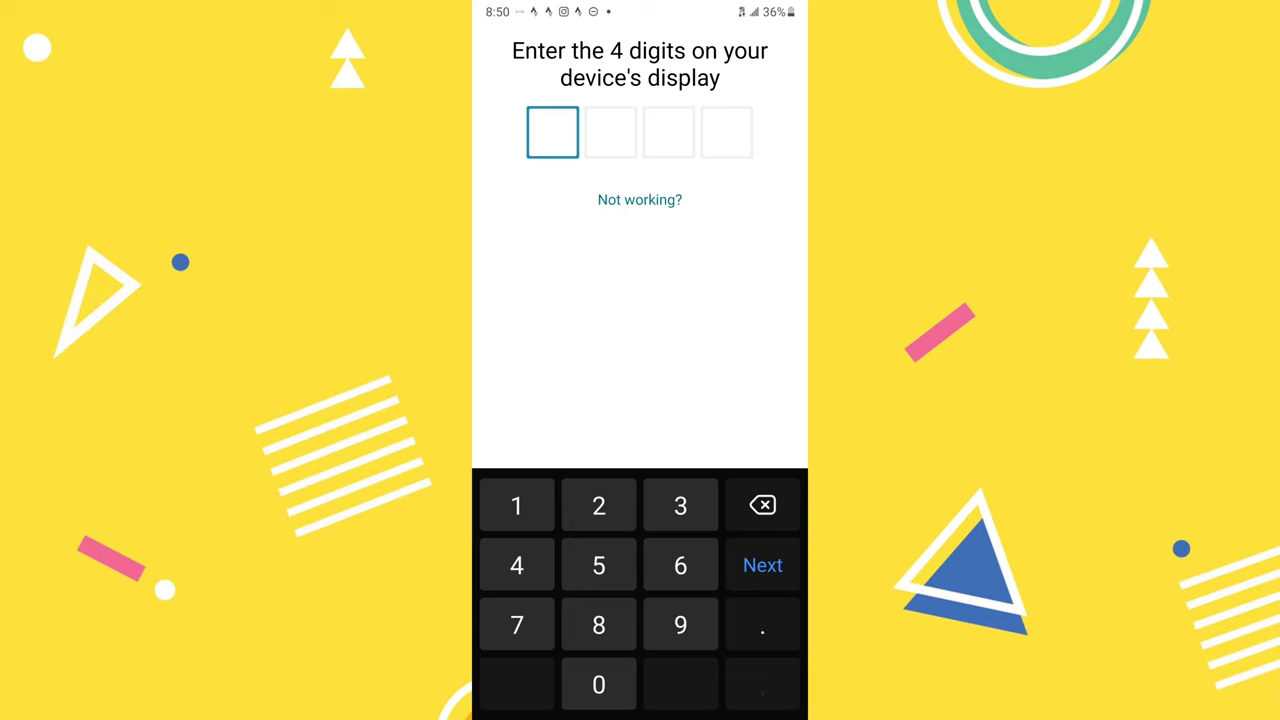 8:50 36%
Enter the 4 digits on your
device's display
Not working?
1 2 3
4 5 6 Next
7 8 9 .
0 ,